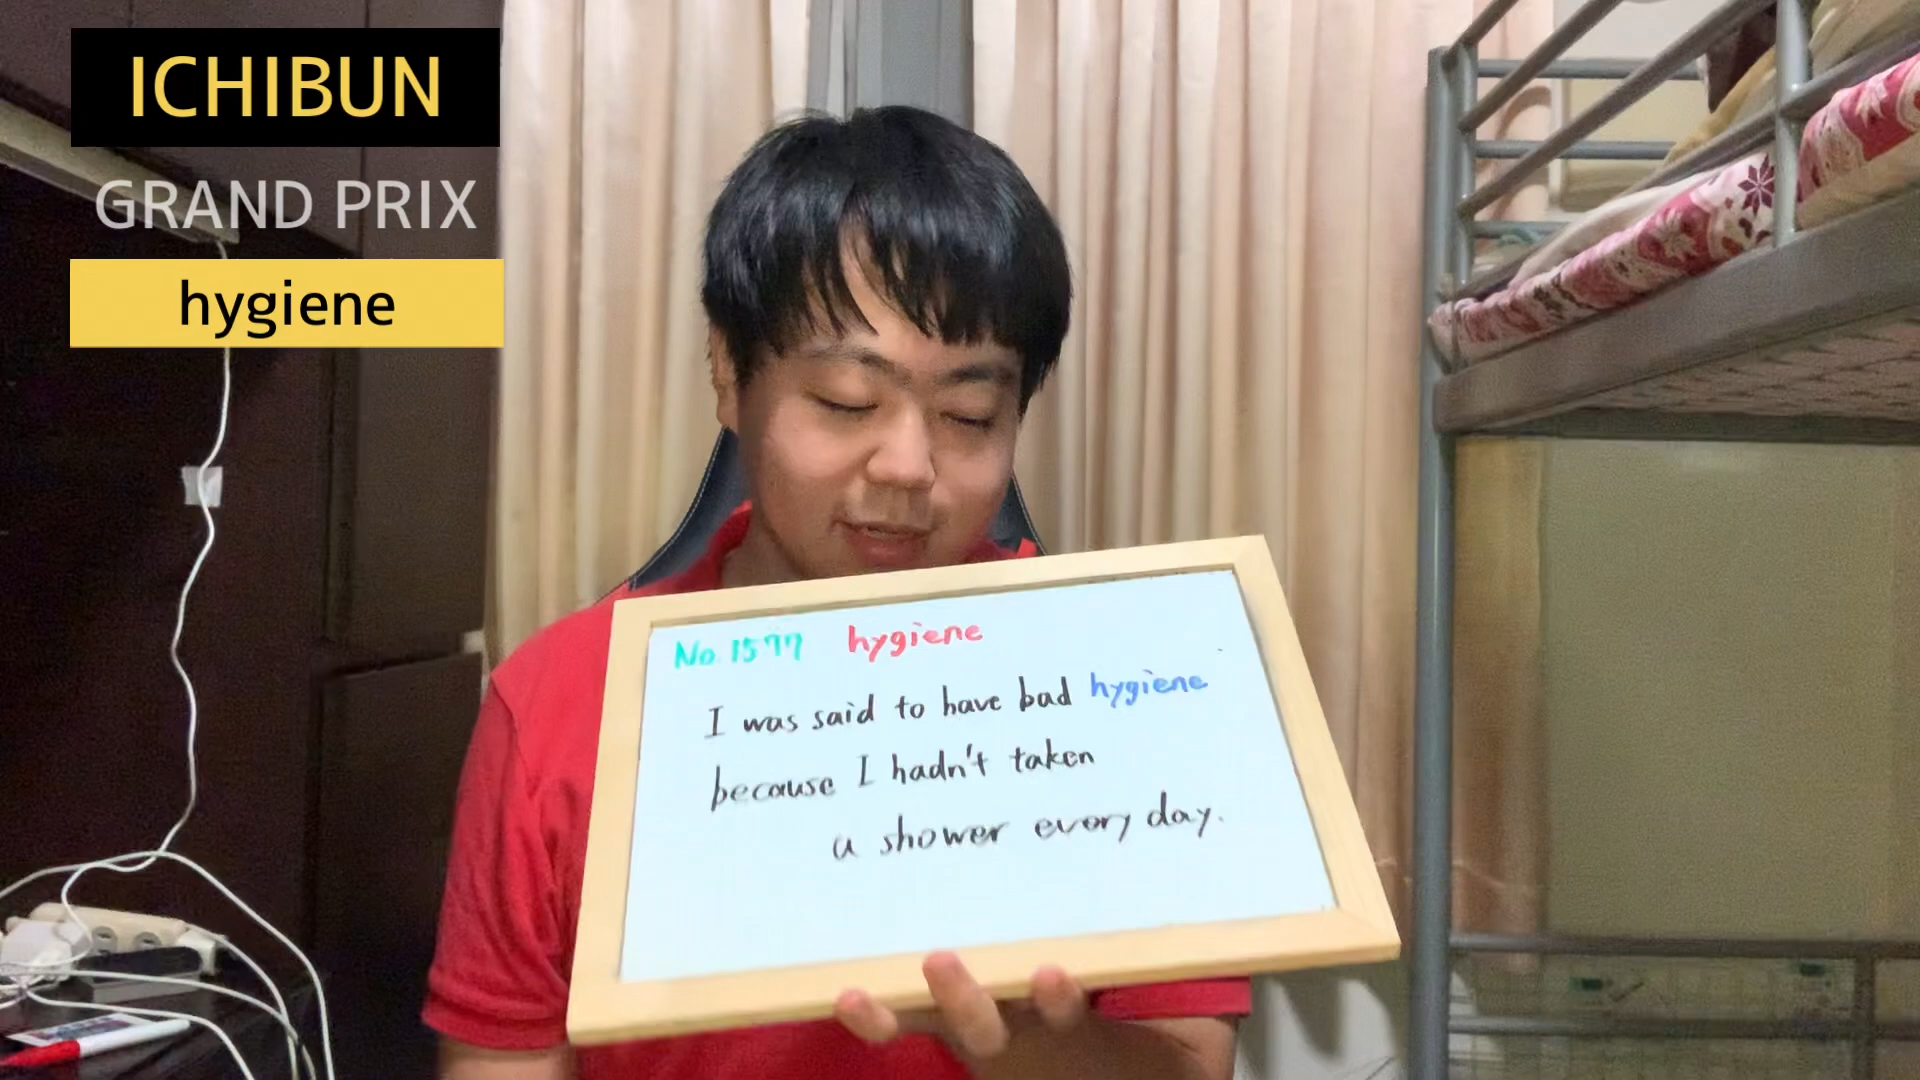 ICHIBUN
GRAND PRIX
hygiene
No.1577 hygiene
I was said to have bad hygiene
because I hadn't taken
a shower every day.